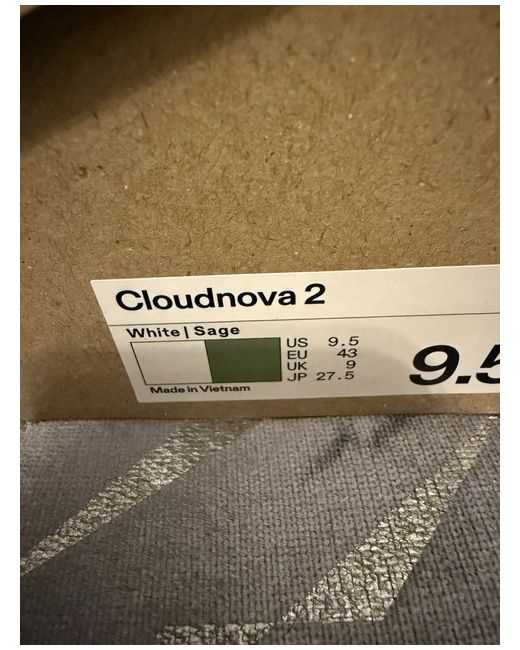 Cloudnova 2
White | Sage
US 9.5
EU 43
UK 9
JP 27.5
9.5
Made in Vietnam